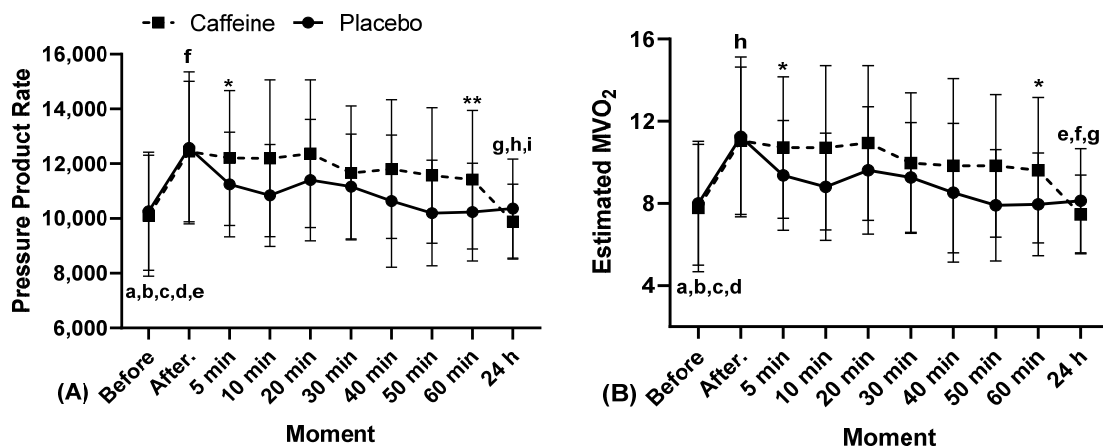 Caffeine Placebo
Pressure Product Rate
16,000
14,000
12,000
10,000
8,000
6,000
f
*
**
g,h,i
a,b,c,d,e
Before
After.
5 min
10 min
20 min
30 min
40 min
50 min
60 min
24 h
(A)
Moment
Estimated MVO₂
16
12
8
4
h
*
*
e,f,g
a,b,c,d
Before
After.
5 min
10 min
20 min
30 min
40 min
50 min
60 min
24 h
(B)
Moment